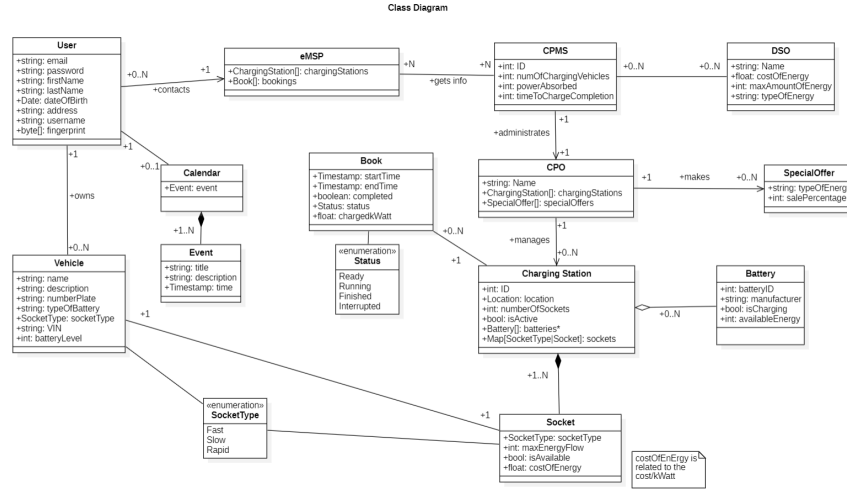 Class Diagram
User
+string: email
+string: password
+string: firstName
+string: lastName
+Date: dateOfBirth
+string: address
+string: username
+byte[]: fingerprint
+0..N
+1
+contacts
eMSP
+ChargingStation[]: chargingStations
+Book[]: bookings
+N
+N
+gets info
CPMS
+int: ID
+int: numOfChargingVehicles
+int: powerAbsorbed
+int: timeToChargeCompletion
+0..N
+0..N
DSO
+string: Name
+float: costOfEnergy
+int: maxAmountOfEnergy
+string: typeOfEnergy
+1
+administrates
+1
+1
+1
+0..1
Calendar
+Event: event
+1..N
Event
+string: title
+string: description
+Timestamp: time
+owns
+0..N
Book
+Timestamp: startTime
+Timestamp: endTime
+boolean: completed
+Status: status
+float: chargedkWatt
+0..N
+1
«enumeration»
Status
Ready
Running
Finished
Interrupted
CPO
+string: Name
+ChargingStation[]: chargingStations
+SpecialOffer[]: specialOffers
+1
+makes
+0..N
SpecialOffer
+string: typeOfEnerg
+int: salePercentage
+1
+manages
+0..N
Vehicle
+string: name
+string: description
+string: numberPlate
+string: typeOfBattery
+SocketType: socketType
+string: VIN
+int: batteryLevel
+1
Charging Station
+int: ID
+Location: location
+int: numberOfSockets
+bool: isActive
+Battery[]: batteries*
+Map[SocketType|Socket]: sockets
+0..N
Battery
+int: batteryID
+string: manufacturer
+bool: isCharging
+int: availableEnergy
+1..N
«enumeration»
SocketType
Fast
Slow
Rapid
+1
Socket
+SocketType: socketType
+int: maxEnergyFlow
+bool: isAvailable
+float: costOfEnergy
costOfEnErgy is
related to the
cost/kWatt